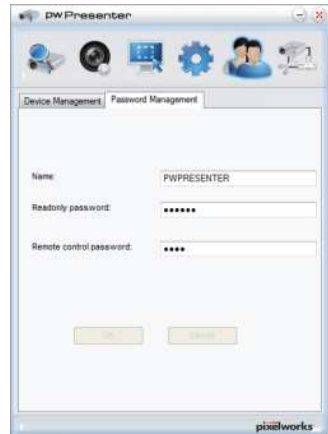 pwPresenter
Device Management Password Management
Name: PWPRESENTER
Readonly password: ••••••
Remote control password: ••••
pixelworks